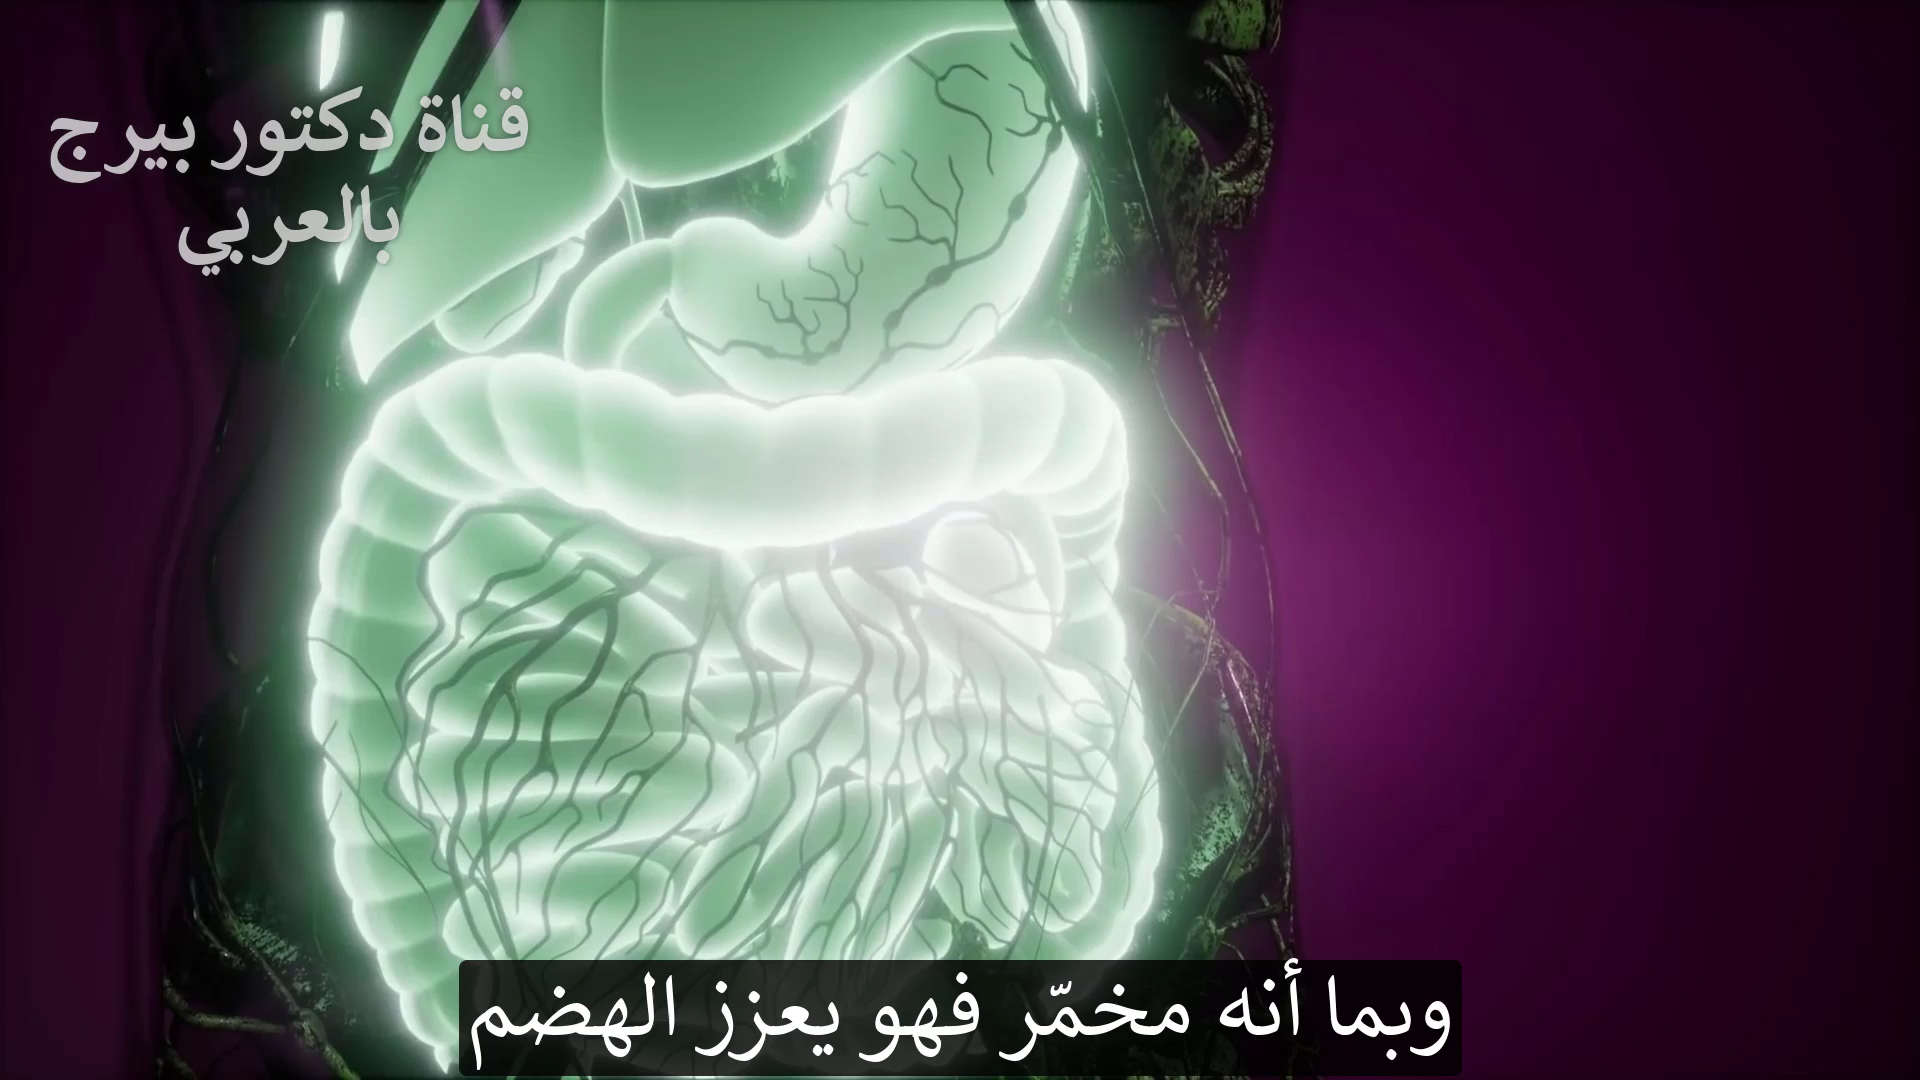 قناة دكتور بيرج
بالعربي
وبما أنه مخمّر فهو يعزز الهضم